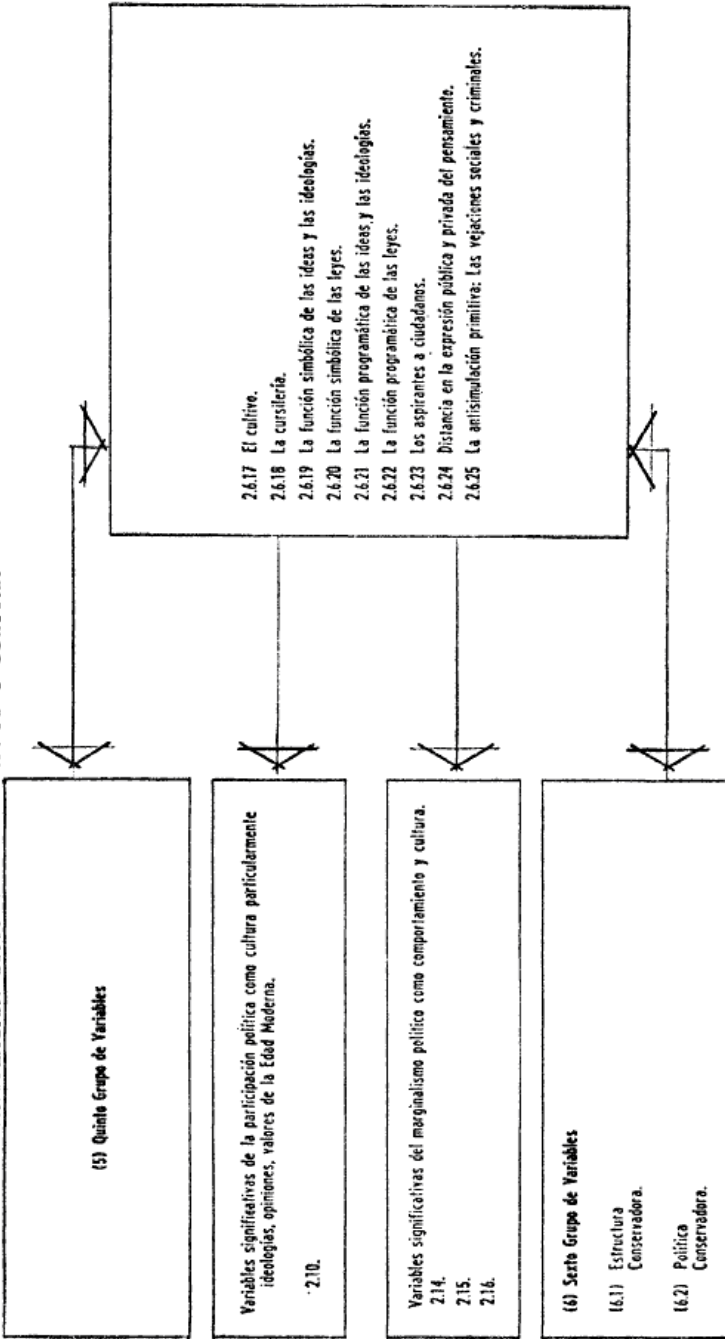 (5) Quinto Grupo de Variables
Variables significativas de la participación política como cultura particularmente
ideologías, opiniones, valores de la Edad Moderna.
2.10.
Variables significativas del marginalismo político como comportamiento y cultura.
2.14.
2.15.
2.16.
(6) Sexto Grupo de Variables
(6.1) Estructura
Conservadora.
(6.2) Política
Conservadora.
2.6.17 El cultivo.
2.6.18 La cursilería.
2.6.19 La función simbólica de las ideas y las ideologías.
2.6.20 La función simbólica de las leyes.
2.6.21 La función programática de las ideas y las ideologías.
2.6.22 La función programática de las leyes.
2.6.23 Los aspirantes a ciudadanos.
2.6.24 Distancia en la expresión pública y privada del pensamiento.
2.6.25 La antisimulación primitiva: Las vejaciones sociales y criminales.